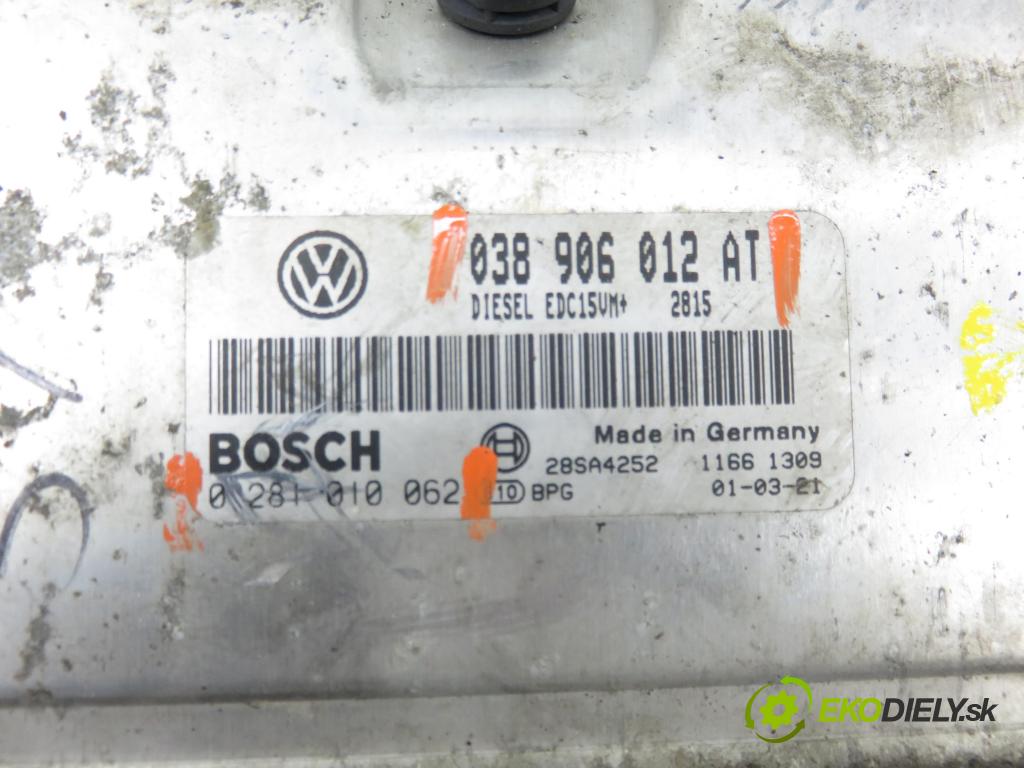 038 906 012 AT
DIESEL EDC15VM+ 2815
BOSCH
Made in Germany
28SA4252 1166 1309
0 281 010 062 10 BPG 01-03-21
EKODIELY.sk